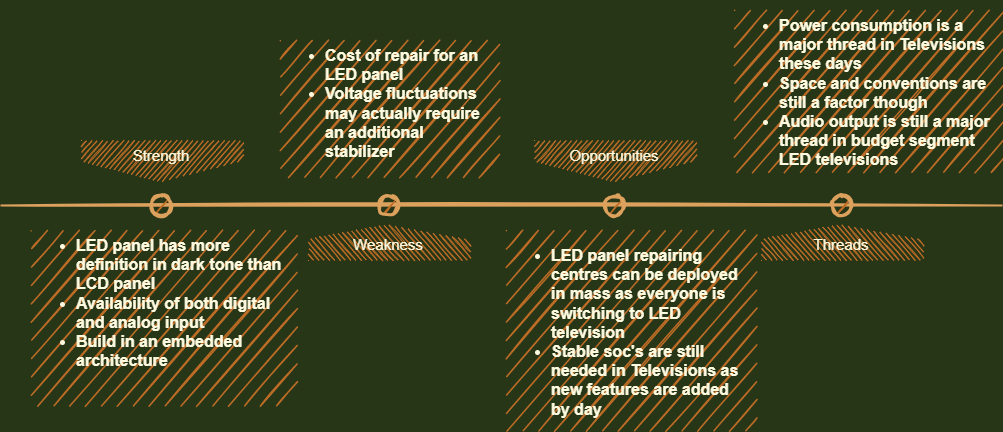 Strength
LED panel has more
definition in dark tone than
LCD panel
Availability of both digital
and analog input
Build in an embedded
architecture
Cost of repair for an
LED panel
Voltage fluctuations
may actually require
an additional
stabilizer
Weakness
Opportunities
LED panel repairing
centres can be deployed
in mass as everyone is
switching to LED
television
Stable soc's are still
needed in Televisions as
new features are added
by day
Power consumption is a
major thread in Televisions
these days
Space and conventions are
still a factor though
Audio output is still a major
thread in budget segment
LED televisions
Threads